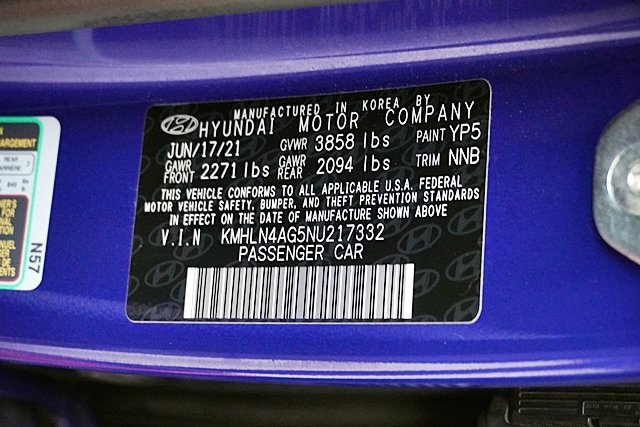 MANUFACTURED IN KOREA BY
HYUNDAI MOTOR COMPANY
JUN/17/21 GVWR 3858 lbs PAINT YP5
GAWR FRONT 2271 lbs GAWR REAR 2094 lbs TRIM NNB
THIS VEHICLE CONFORMS TO ALL APPLICABLE U.S.A. FEDERAL
MOTOR VEHICLE SAFETY, BUMPER, AND THEFT PREVENTION STANDARDS
IN EFFECT ON THE DATE OF MANUFACTURE SHOWN ABOVE
V.I.N KMHLN4AG5NU217332
PASSENGER CAR
REAR
N57